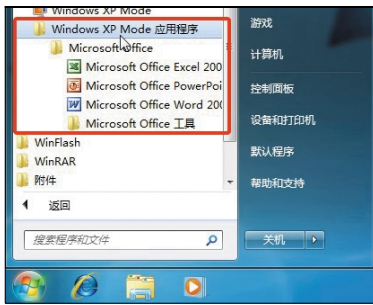 Windows XP Mode
Windows XP Mode 应用程序
Microsoft Office
Microsoft Office Excel 200
Microsoft Office PowerPoi
Microsoft Office Word 200
Microsoft Office 工具
WinFlash
WinRAR
附件
返回
搜索程序和文件
游戏
计算机
控制面板
设备和打印机
默认程序
帮助和支持
关机